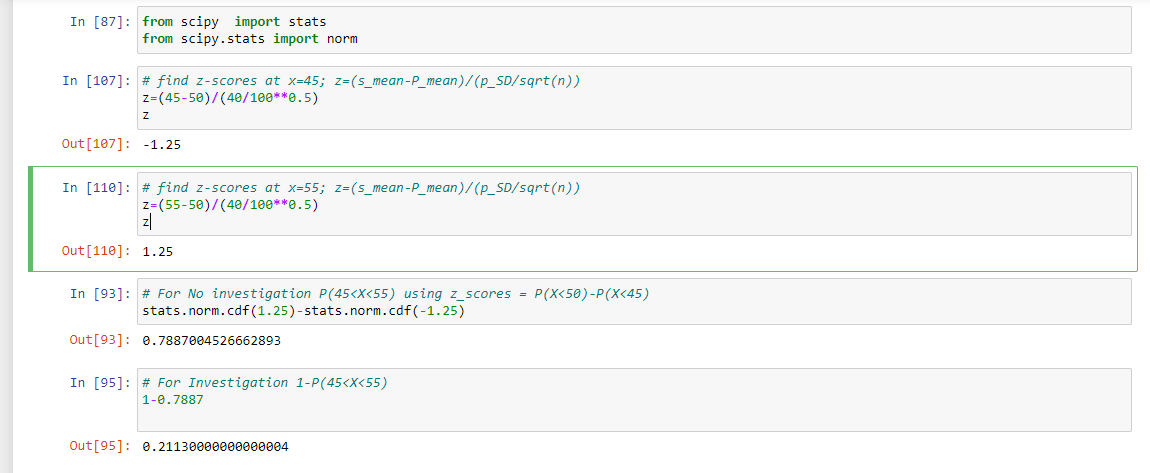 In [87]: from scipy  import stats
from scipy.stats import norm
In [107]: # find z-scores at x=45; z=(s_mean-P_mean)/(p_SD/sqrt(n))
z=(45-50)/(40/100**0.5)
z
Out[107]: -1.25
In [110]: # find z-scores at x=55; z=(s_mean-P_mean)/(p_SD/sqrt(n))
z=(55-50)/(40/100**0.5)
z
Out[110]: 1.25
In [93]: # For No investigation P(45<X<55) using z_scores = P(X<50)-P(X<45)
stats.norm.cdf(1.25)-stats.norm.cdf(-1.25)
Out[93]: 0.7887004526662893
In [95]: # For Investigation 1-P(45<X<55)
1-0.7887
Out[95]: 0.21130000000000004